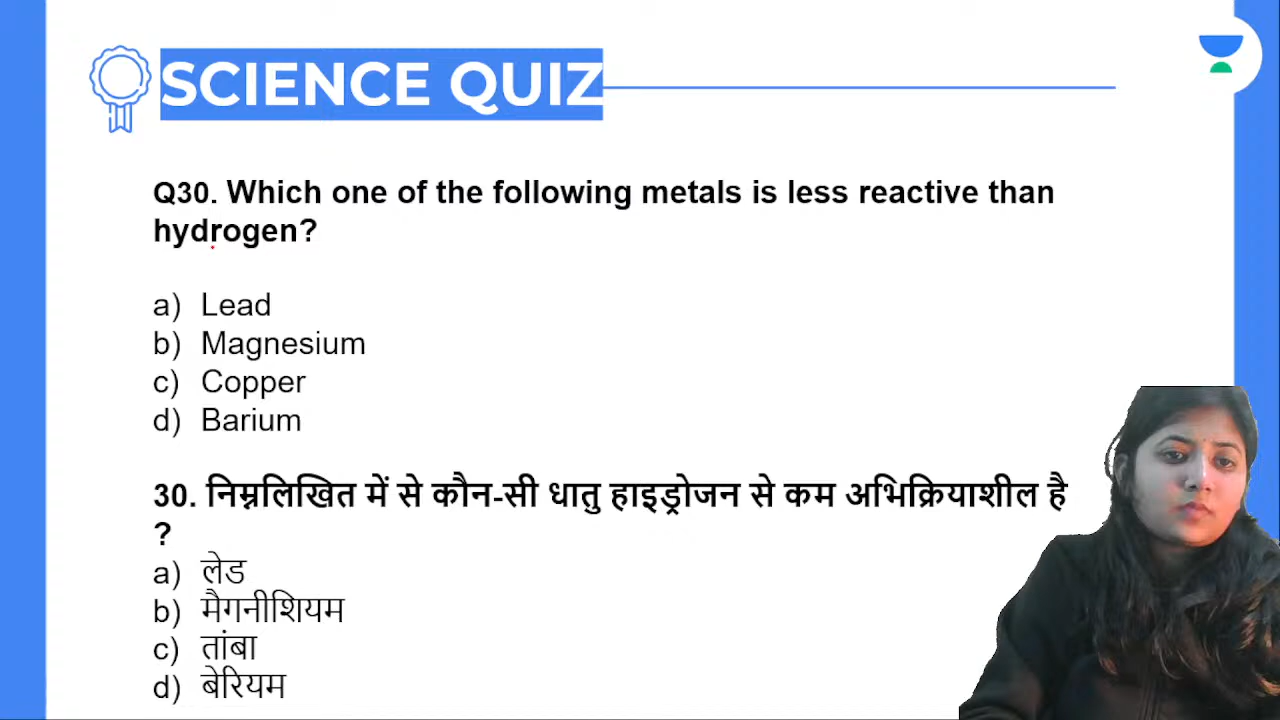 SCIENCE QUIZ
Q30. Which one of the following metals is less reactive than
hydrogen?
a) Lead
b) Magnesium
c) Copper
d) Barium
30. निम्नलिखित में से कौन-सी धातु हाइड्रोजन से कम अभिक्रियाशील है
?
a) लेड
b) मैगनीशियम
c) तांबा
d) बेरियम